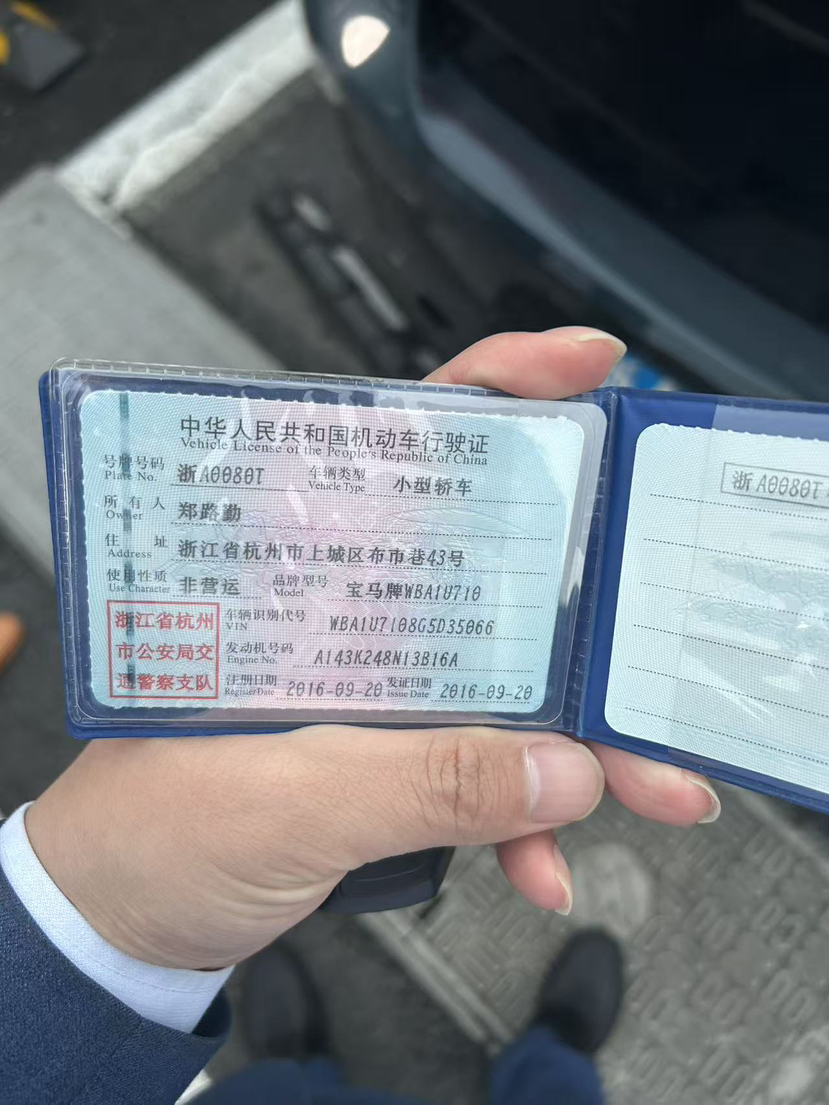 中华人民共和国机动车行驶证
Vehicle License of the People's Republic of China
号牌号码 Plate No. 浙A0080T 车辆类型 Vehicle Type 小型轿车
所有人 Owner 郑路勤
住址 Address 浙江省杭州市上城区布市巷43号
使用性质 Use Character 非营运 品牌型号 Model 宝马牌WBA1U710
浙江省杭州市公安局交通警察支队
车辆识别代号 VIN WBA1U7108G5D35066
发动机号码 Engine No. A143K248N13B16A
注册日期 Register Date 2016-09-20 发证日期 Issue Date 2016-09-20
浙A0080T